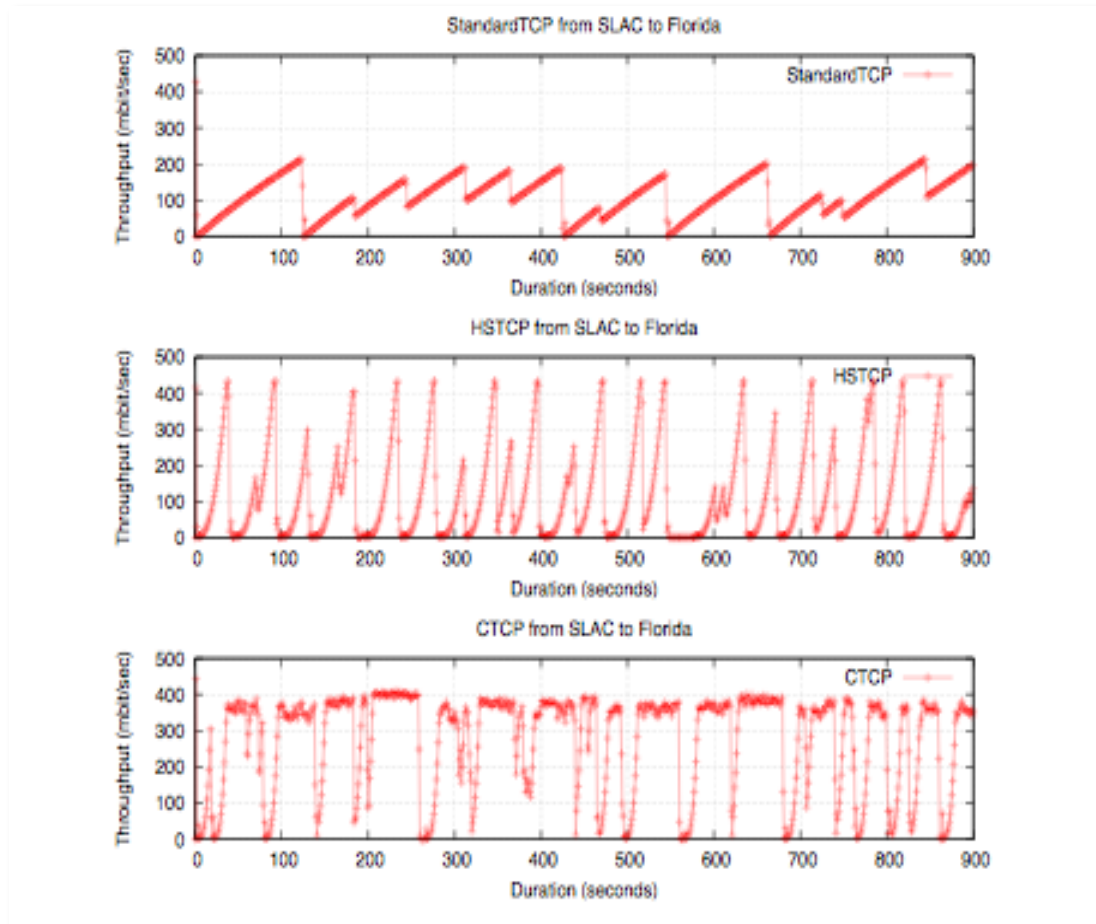 StandardTCP from SLAC to Florida
500
400
300
200
100
0
Throughput (mbit/sec)
StandardTCP
0 100 200 300 400 500 600 700 800 900
Duration (seconds)
HSTCP from SLAC to Florida
500
400
300
200
100
0
Throughput (mbit/sec)
HSTCP
0 100 200 300 400 500 600 700 800 900
Duration (seconds)
CTCP from SLAC to Florida
500
400
300
200
100
0
Throughput (mbit/sec)
CTCP
0 100 200 300 400 500 600 700 800 900
Duration (seconds)